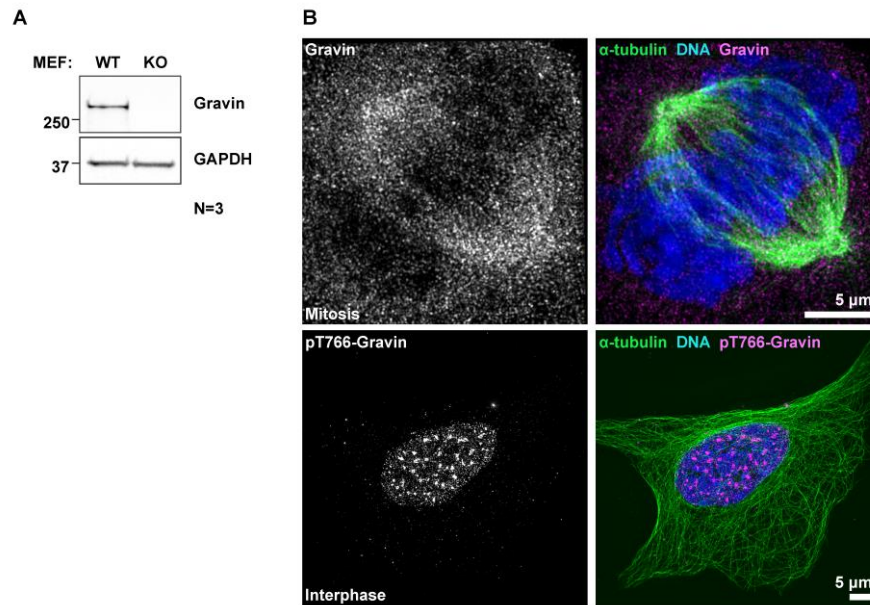 A
MEF: WT KO
Gravin
250
GAPDH
37
N=3
B
Gravin
Mitosis
α-tubulin DNA Gravin
5 µm
pT766-Gravin
Interphase
α-tubulin DNA pT766-Gravin
5 µm